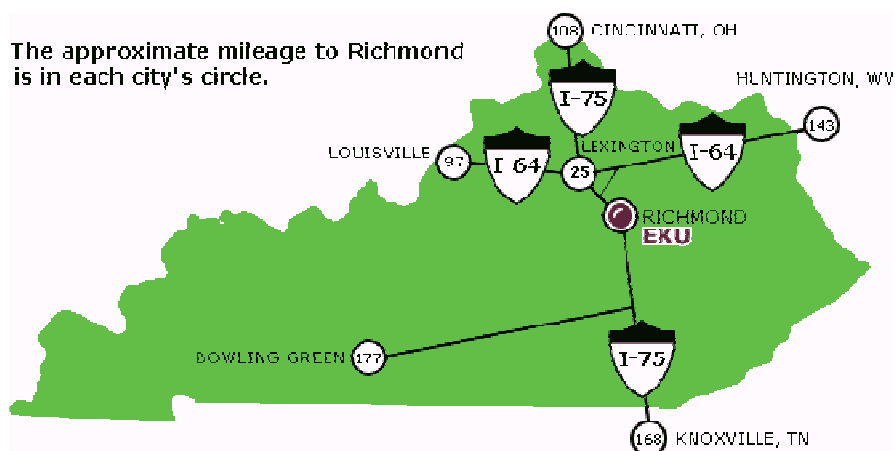 The approximate mileage to Richmond
is in each city's circle.
108 CINCINNATI, OH
HUNTINGTON, WV
I-75
143
LEXINGTON
I-64
LOUISVILLE
97
I 64
25
RICHMOND
EKU
BOWLING GREEN 177
I-75
168 KNOXVILLE, TN